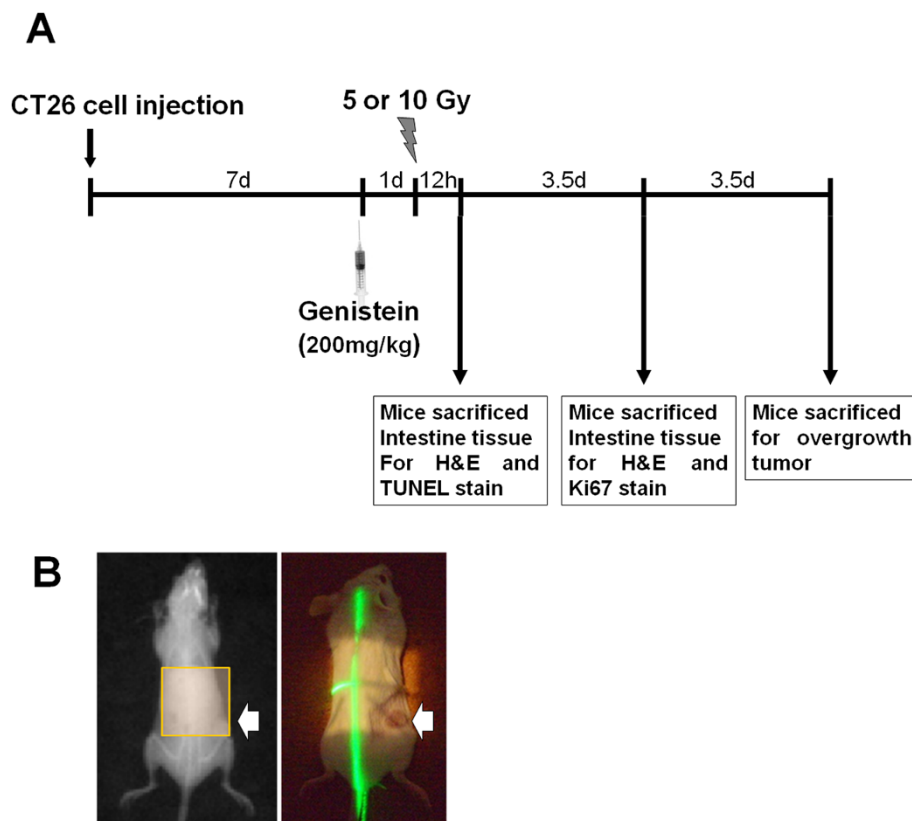 A
CT26 cell injection
5 or 10 Gy
7d
1d
12h
3.5d
3.5d
Genistein
(200mg/kg)
Mice sacrificed
Intestine tissue
For H&E and
TUNEL stain
Mice sacrificed
Intestine tissue
for H&E and
Ki67 stain
Mice sacrificed
for overgrowth
tumor
B